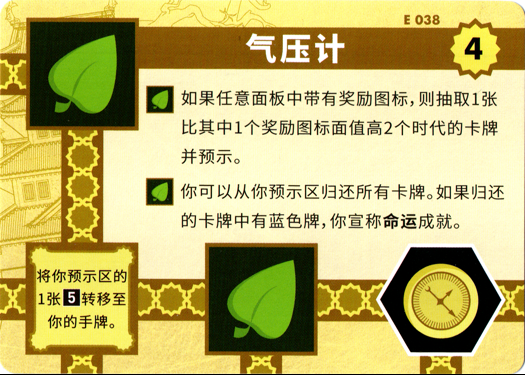 E 038
气压计
4
如果任意面板中带有奖励图标，则抽取1张
比其中1个奖励图标面值高2个时代的卡牌
并预示。
你可以从你预示区归还所有卡牌。如果归还
的卡牌中有蓝色牌，你宣称命运成就。
将你预示区的
1张5转移至
你的手牌。